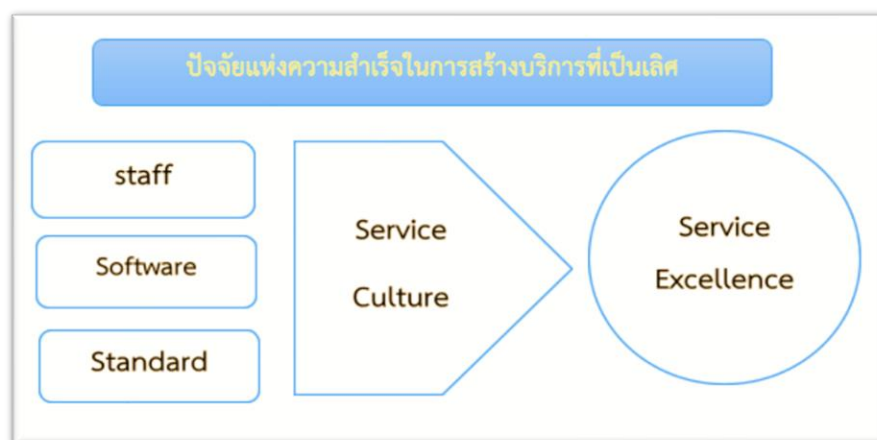 ปัจจัยแห่งความสำเร็จในการสร้างบริการที่เป็นเลิศ
staff
Software
Standard
Service
Culture
Service
Excellence